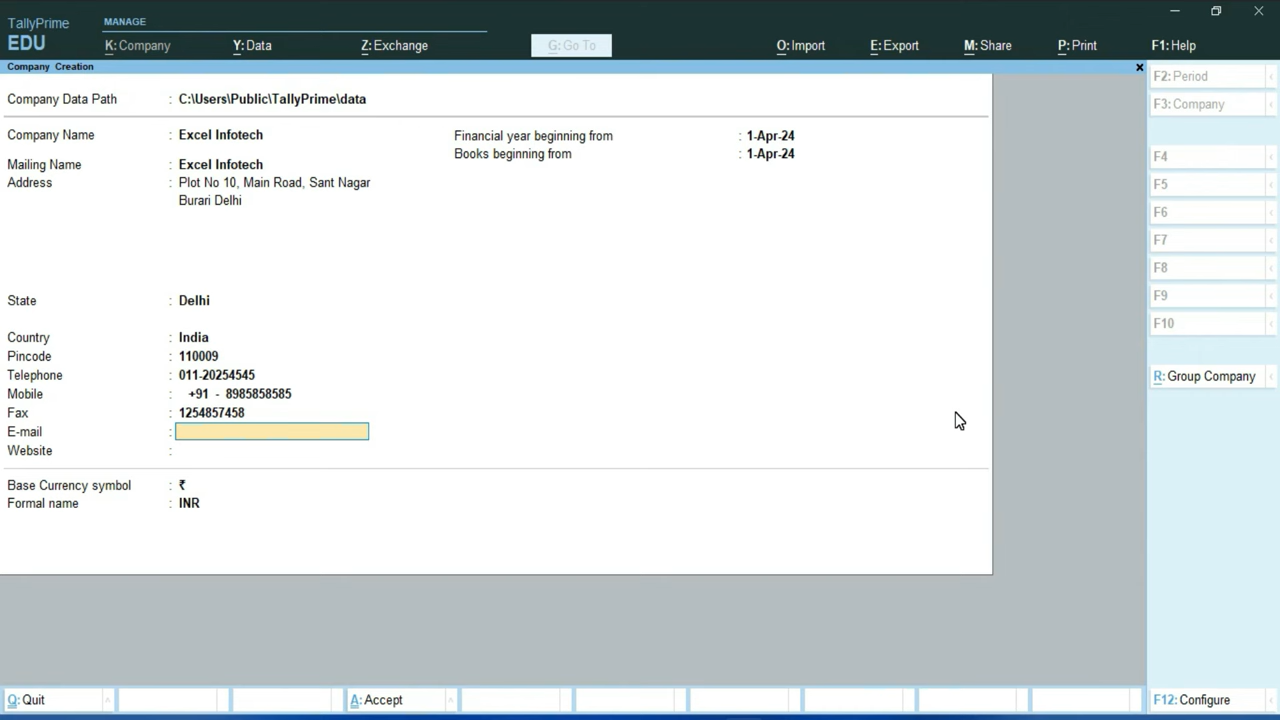 TallyPrime
EDU
MANAGE
K: Company
Y: Data
Z: Exchange
G: Go To
O: Import
E: Export
M: Share
P: Print
F1: Help
Company Creation
Company Data Path : C:\Users\Public\TallyPrime\data
Company Name : Excel Infotech
Financial year beginning from : 1-Apr-24
Books beginning from : 1-Apr-24
Mailing Name : Excel Infotech
Address : Plot No 10, Main Road, Sant Nagar
Burari Delhi
State : Delhi
Country : India
Pincode : 110009
Telephone : 011-20254545
Mobile : +91 - 8985858585
Fax : 1254857458
E-mail :
Website :
Base Currency symbol : ₹
Formal name : INR
F2: Period
F3: Company
F4
F5
F6
F7
F8
F9
F10
R: Group Company
Q: Quit
A: Accept
F12: Configure